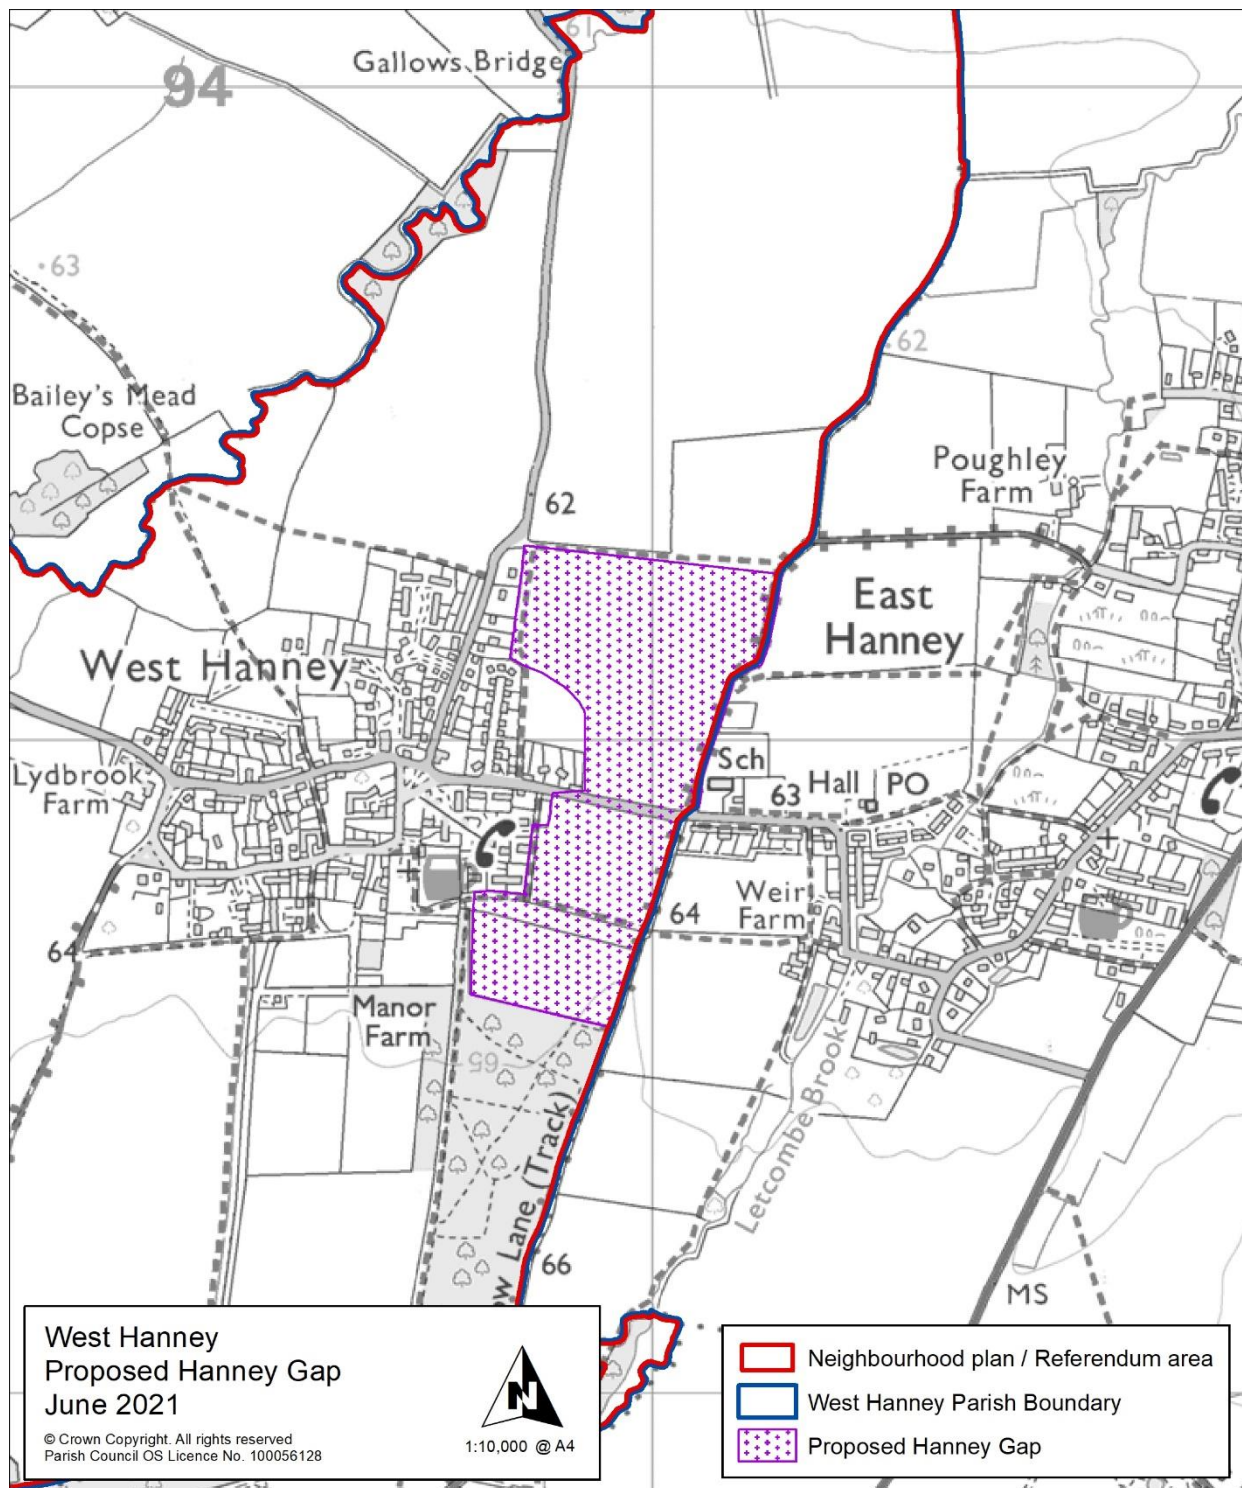 61
Gallows Bridge
94
63
62
Bailey's Mead
Copse
Poughley
Farm
62
East
Hanney
West Hanney
Lydbrook
Farm
Sch
63
Hall
PO
Weir
Farm
64
64
Manor
Farm
65
Letcombe Brook
Lane (Track)
66
MS
West Hanney
Proposed Hanney Gap
June 2021
© Crown Copyright. All rights reserved
Parish Council OS Licence No. 100056128
N
1:10,000 @ A4
Neighbourhood plan / Referendum area
West Hanney Parish Boundary
Proposed Hanney Gap